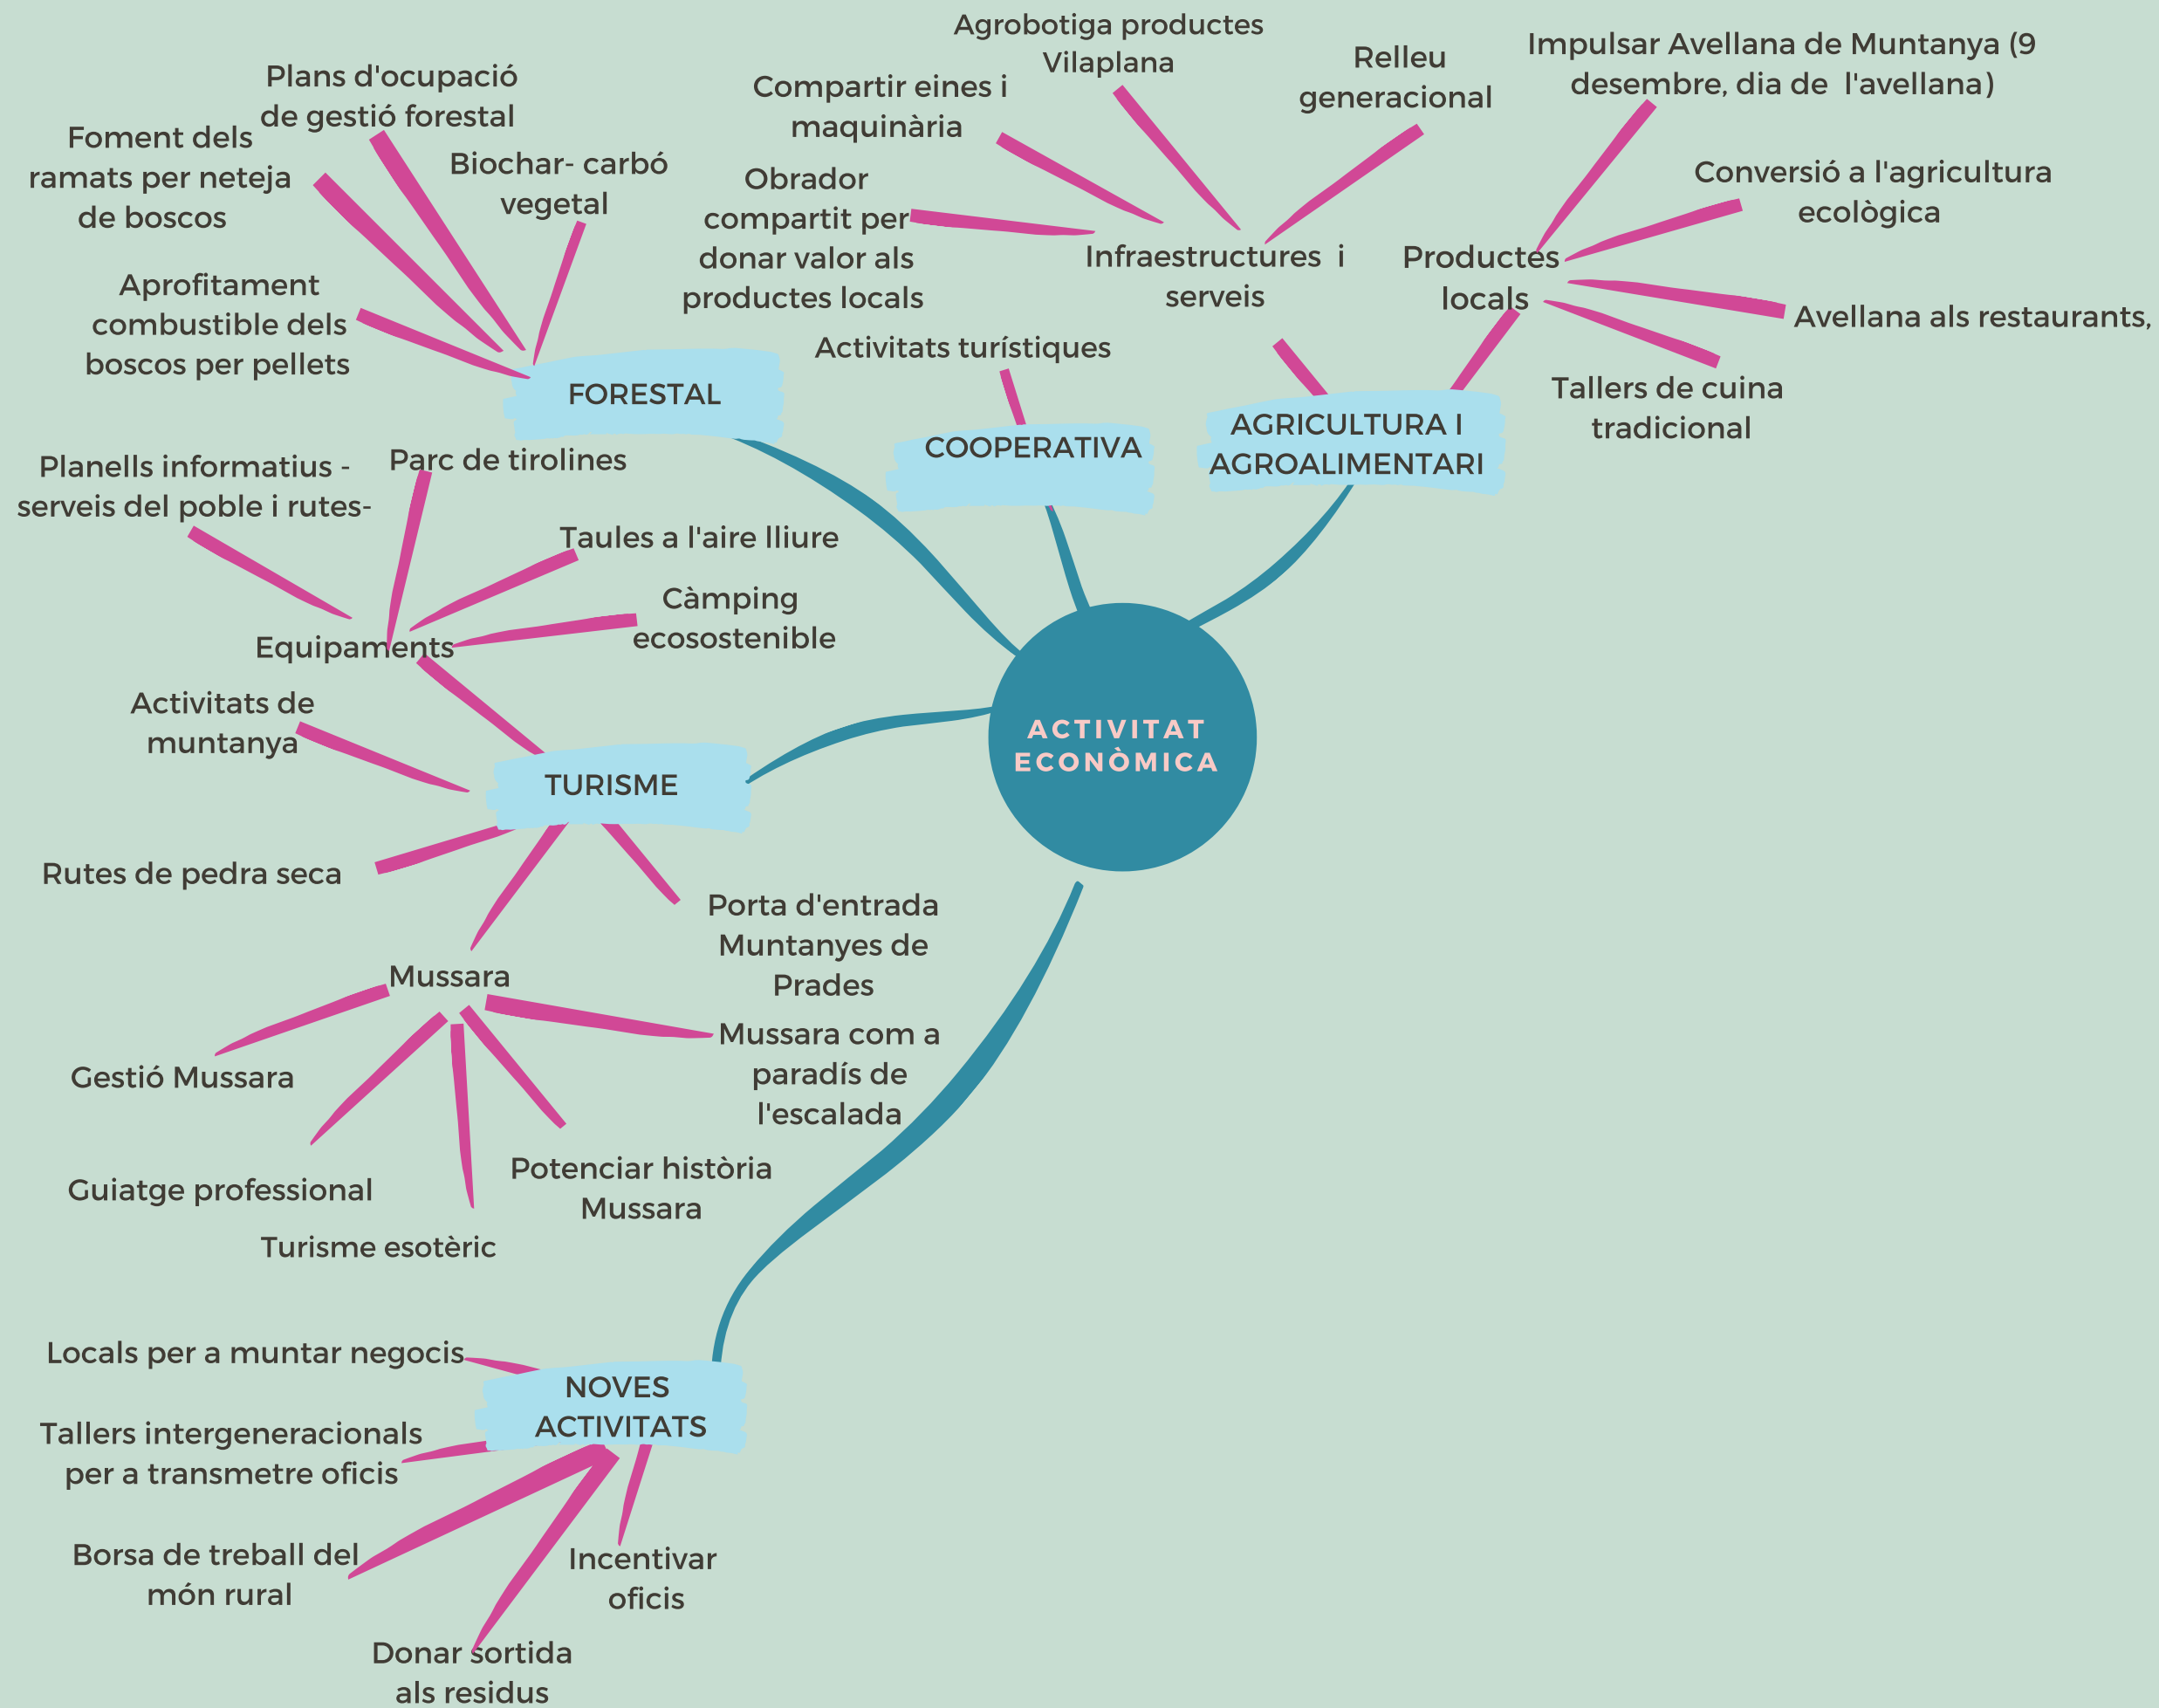 Agrobotiga productes
Vilaplana
Relleu
generacional
Impulsar Avellana de Muntanya (9
desembre, dia de  l'avellana)
Plans d'ocupació
de gestió forestal
Compartir eines i
maquinària
Foment dels
ramats per neteja
de boscos
Biochar- carbó
vegetal
Obrador
compartit per
donar valor als
productes locals
Conversió a l'agricultura
ecològica
Infraestructures  i
serveis
Productes
locals
Aprofitament
combustible dels
boscos per pellets
Avellana als restaurants,
Activitats turístiques
Tallers de cuina
tradicional
FORESTAL
COOPERATIVA
AGRICULTURA I
AGROALIMENTARI
Planells informatius -
serveis del poble i rutes-
Parc de tirolines
Taules a l'aire lliure
Càmping
ecosostenible
Equipaments
Activitats de
muntanya
ACTIVITAT
ECONÒMICA
TURISME
Rutes de pedra seca
Porta d'entrada
Muntanyes de
Prades
Mussara
Mussara com a
paradís de
l'escalada
Gestió Mussara
Potenciar història
Mussara
Guiatge professional
Turisme esotèric
Locals per a muntar negocis
NOVES
ACTIVITATS
Tallers intergeneracionals
per a transmetre oficis
Borsa de treball del
món rural
Incentivar
oficis
Donar sortida
als residus